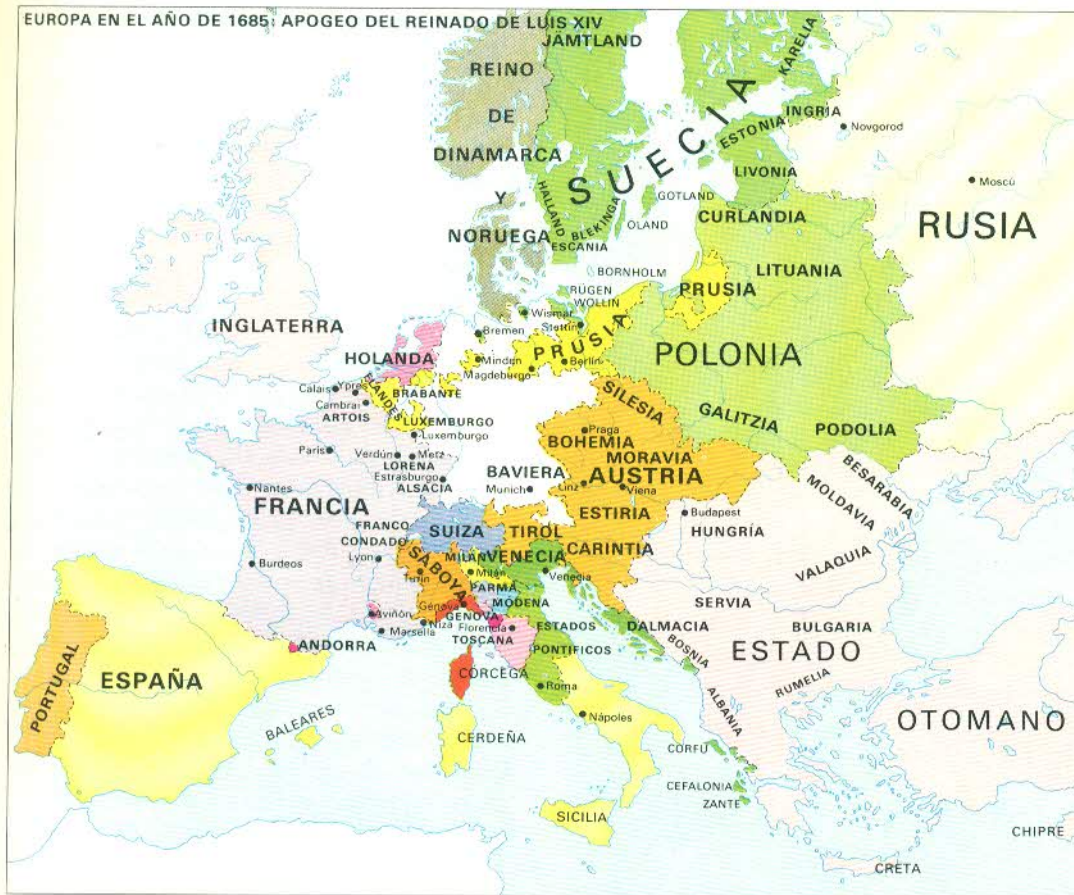 EUROPA EN EL AÑO DE 1685: APOGEO DEL REINADO DE LUIS XIV
JÄMTLAND
KARELIA
REINO
DE
DINAMARCA
Y
NORUEGA
SUECIA
INGRIA
ESTONIA
Novgorod
LIVONIA
Moscú
HALLAND
BLEKINGA
GOTLAND
OLAND
ESCANIA
CURLANDIA
RUSIA
BORNHOLM
LITUANIA
RÜGEN
WOLLIN
PRUSIA
Wismar
Stettin
INGLATERRA
Bremen
PRUSIA
HOLANDA
Minden
Berlín
Magdeburgo
POLONIA
Calais
Ypres
FLANDES
BRABANTE
Cambrai
ARTOIS
SILESIA
GALITZIA
PODOLIA
LUXEMBURGO
Luxemburgo
Praga
BOHEMIA
MORAVIA
París
Verdún
Metz
LORENA
Estrasburgo
ALSACIA
BAVIERA
Munich
AUSTRIA
Linz
Viena
BESARABIA
MOLDAVIA
Nantes
FRANCIA
ESTIRIA
Budapest
HUNGRÍA
FRANCO
CONDADO
SUIZA
TIROL
CARINTIA
Lyon
SABOYA
MILÁN
VENECIA
VALAQUIA
Burdeos
Turín
Milán
Venecia
PARMA
MODENA
SERVIA
Génova
GENOVA
Aviñón
Niza
Florencia
ESTADOS
DALMACIA
BULGARIA
Marsella
TOSCANA
PONTIFICOS
BOSNIA
ESTADO
ANDORRA
CÓRCEGA
Roma
RUMELIA
ESPAÑA
PORTUGAL
ALBANIA
OTOMANO
BALEARES
Nápoles
CERDEÑA
CORFÚ
CEFALONIA
ZANTE
SICILIA
CHIPRE
CRETA